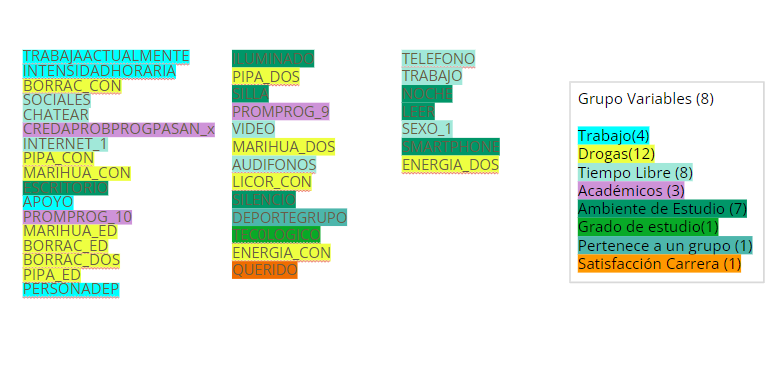 TRABAJAACTUALMENTE
INTENSIDADHORARIA
BORRAC_CON
SOCIALES
CHATEAR
CREDAPROBPROGPASAN_x
INTERNET_1
PIPA_CON
MARIHUA_CON
ESCRITORIO
APOYO
PROMPROG_10
MARIHUA_ED
BORRAC_ED
BORRAC_DOS
PIPA_ED
PERSONADEP
ILUMINADO
PIPA_DOS
SILLA
PROMPROG_9
VIDEO
MARIHUA_DOS
AUDIFONOS
LICOR_CON
SILENCIO
DEPORTEGRUPO
TECOLOGICO
ENERGIA_CON
QUERIDO
TELEFONO
TRABAJO
NOCHE
LEER
SEXO_1
SMARTPHONE
ENERGIA_DOS
Grupo Variables (8)
Trabajo(4)
Drogas(12)
Tiempo Libre (8)
Académicos (3)
Ambiente de Estudio (7)
Grado de estudio(1)
Pertenece a un grupo (1)
Satisfacción Carrera (1)